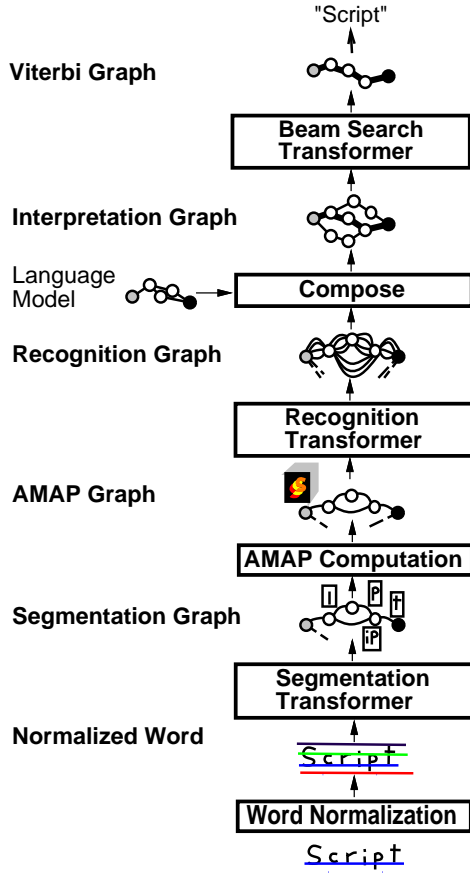 "Script"
Viterbi Graph
Beam Search
Transformer
Interpretation Graph
Language
Model
Compose
Recognition Graph
Recognition
Transformer
AMAP Graph
AMAP Computation
Segmentation Graph
l p t
ip
Segmentation
Transformer
Normalized Word
Script
Word Normalization
Script